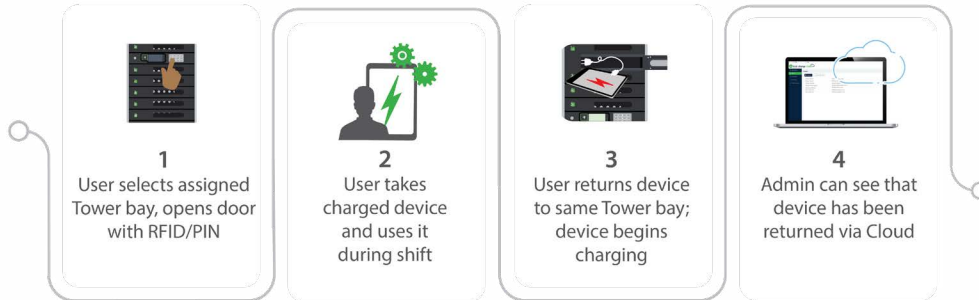 1
User selects assigned
Tower bay, opens door
with RFID/PIN
2
User takes
charged device
and uses it
during shift
3
User returns device
to same Tower bay;
device begins
charging
4
Admin can see that
device has been
returned via Cloud